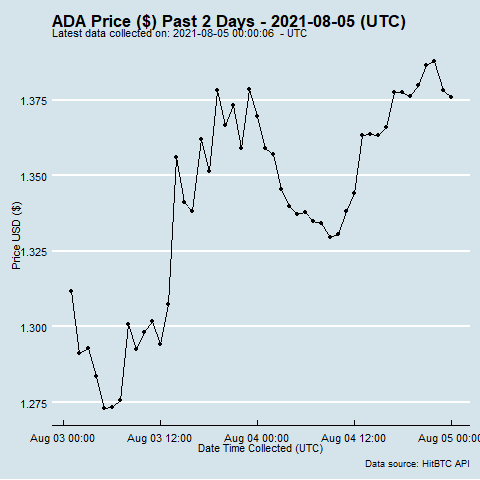 ADA Price ($) Past 2 Days - 2021-08-05 (UTC)
Latest data collected on: 2021-08-05 00:00:06 - UTC
Price USD ($)
1.375
1.350
1.325
1.300
1.275
Aug 03 00:00 Aug 03 12:00 Aug 04 00:00 Aug 04 12:00 Aug 05 00:0
Date Time Collected (UTC)
Data source: HitBTC API